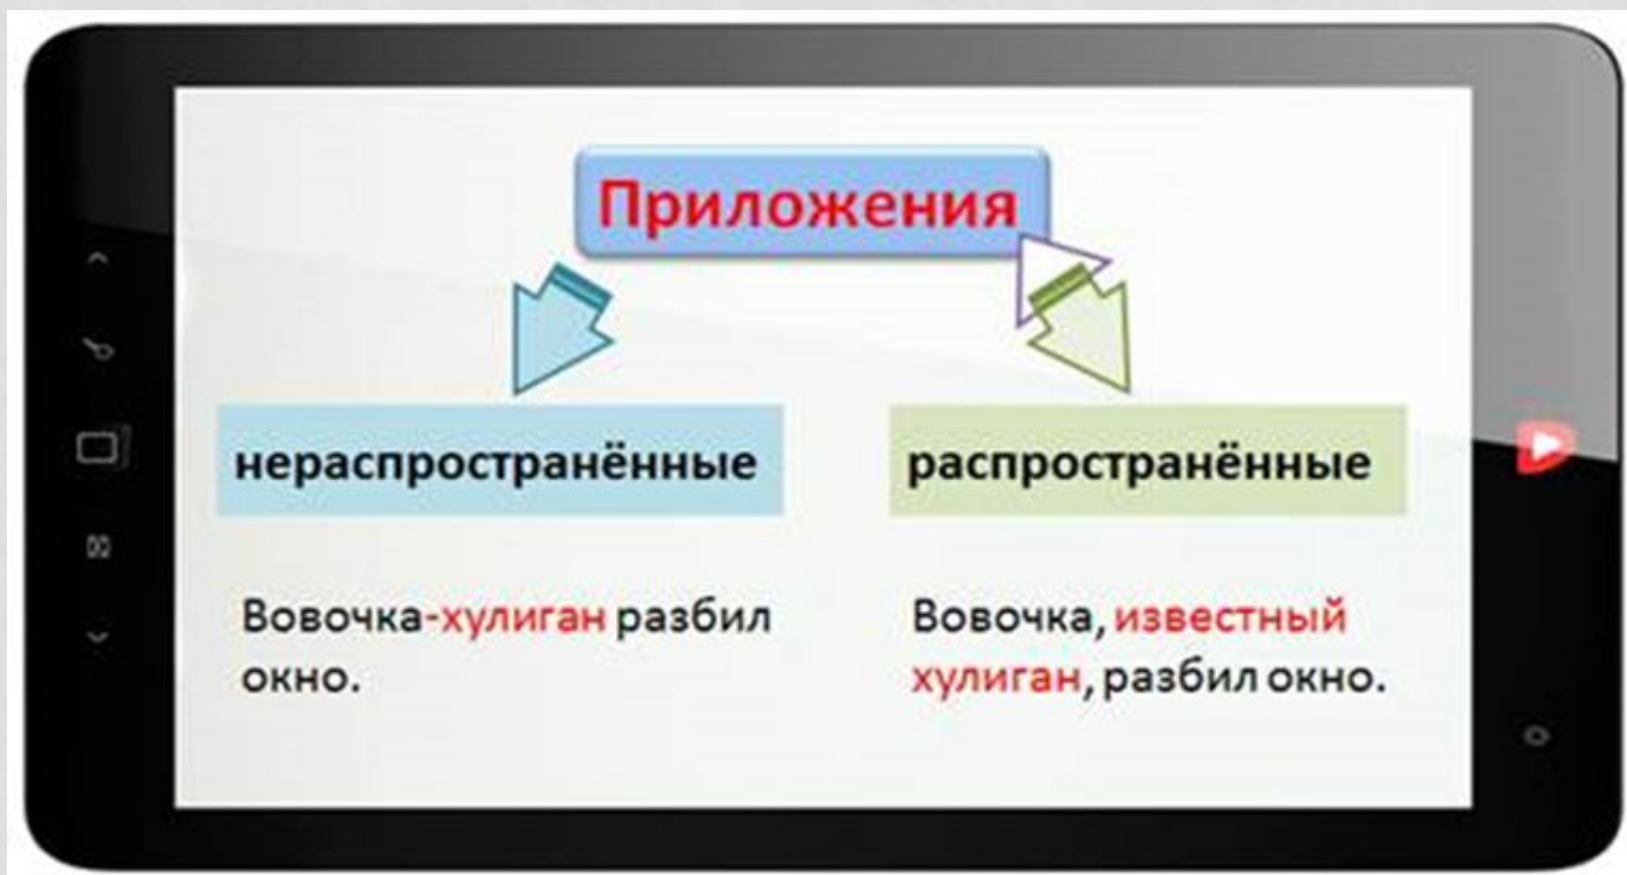 Приложения
нераспространённые
распространённые
Вовочка-хулиган разбил
окно.
Вовочка, известный
хулиган, разбил окно.